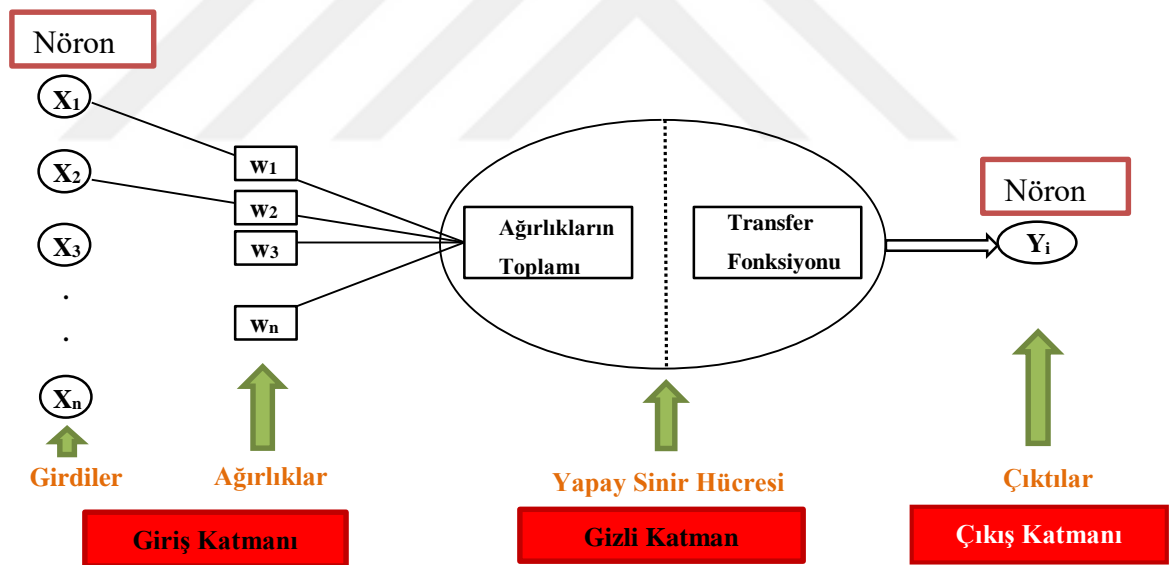 Nöron
X1
X2
X3
.
.
Xn
w1
w2
w3
wn
Ağırlıkların
Toplamı
Transfer
Fonksiyonu
Nöron
Yi
Girdiler
Ağırlıklar
Yapay Sinir Hücresi
Çıktılar
Giriş Katmanı
Gizli Katman
Çıkış Katmanı